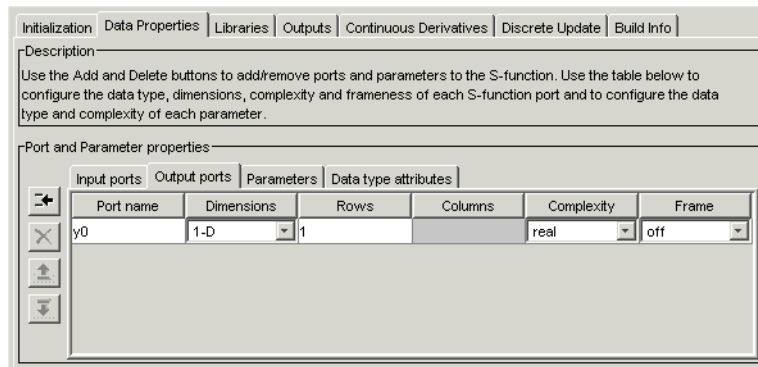 Initialization Data Properties Libraries Outputs Continuous Derivatives Discrete Update Build Info
Description
Use the Add and Delete buttons to add/remove ports and parameters to the S-function. Use the table below to
configure the data type, dimensions, complexity and frameness of each S-function port and to configure the data
type and complexity of each parameter.
Port and Parameter properties
Input ports Output ports Parameters Data type attributes
Port name Dimensions Rows Columns Complexity Frame
y0 1-D 1 real off